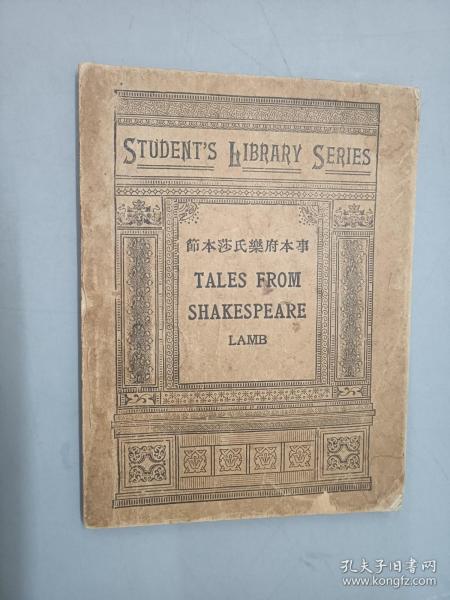 STUDENT'S LIBRARY SERIES
節本莎氏樂府本事
TALES FROM
SHAKESPEARE
LAMB
孔夫子旧书网
www.kongfz.com